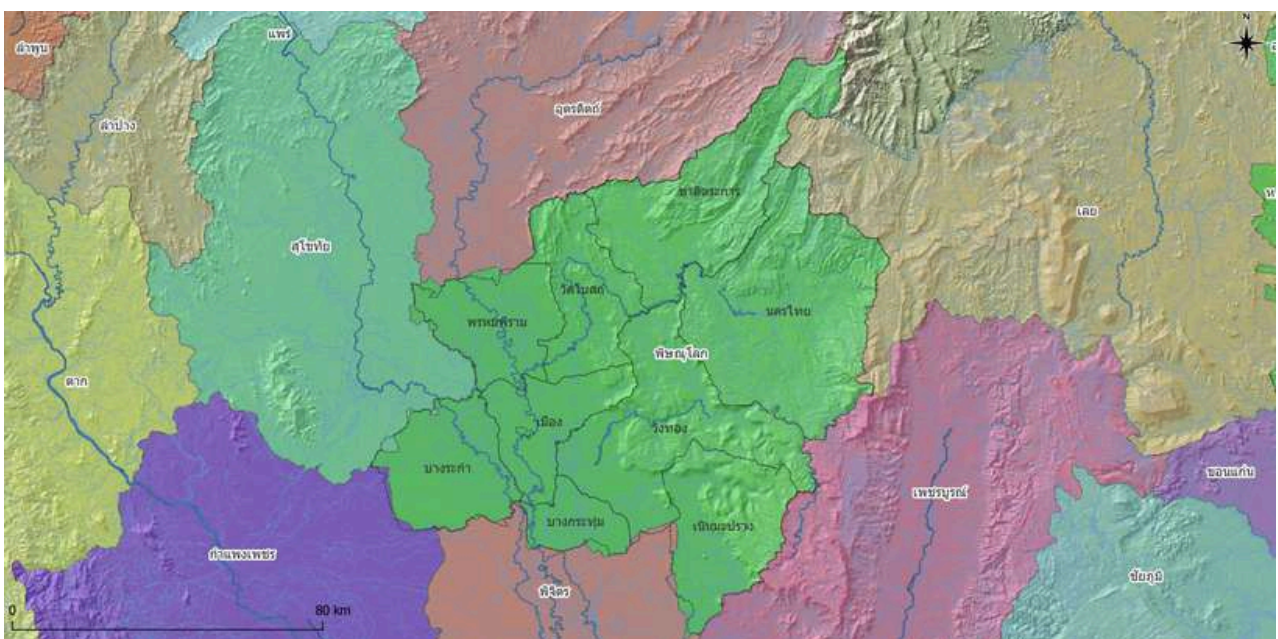 N
แพร่
ลำพูน
อุตรดิตถ์
ลำปาง
ชาติตระการ
เลย
สุโขทัย
วัดโบสถ์
นครไทย
พรหมพิราม
พิษณุโลก
ตาก
เมือง
วังทอง
บางระกำ
ขอนแก่น
เพชรบูรณ์
บางกระทุ่ม
เนินมะปราง
กำแพงเพชร
ชัยภูมิ
พิจิตร
0 80 km